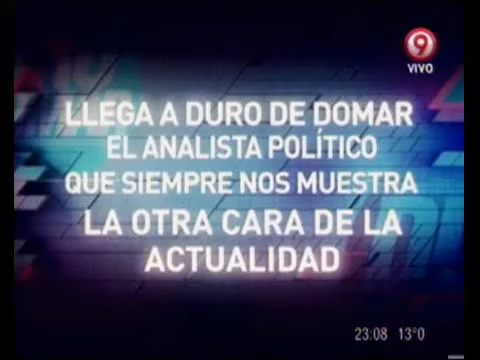 9
VIVO
LLEGA A DURO DE DOMAR
EL ANALISTA POLÍTICO
QUE SIEMPRE NOS MUESTRA
LA OTRA CARA DE LA
ACTUALIDAD
23:08 13°0